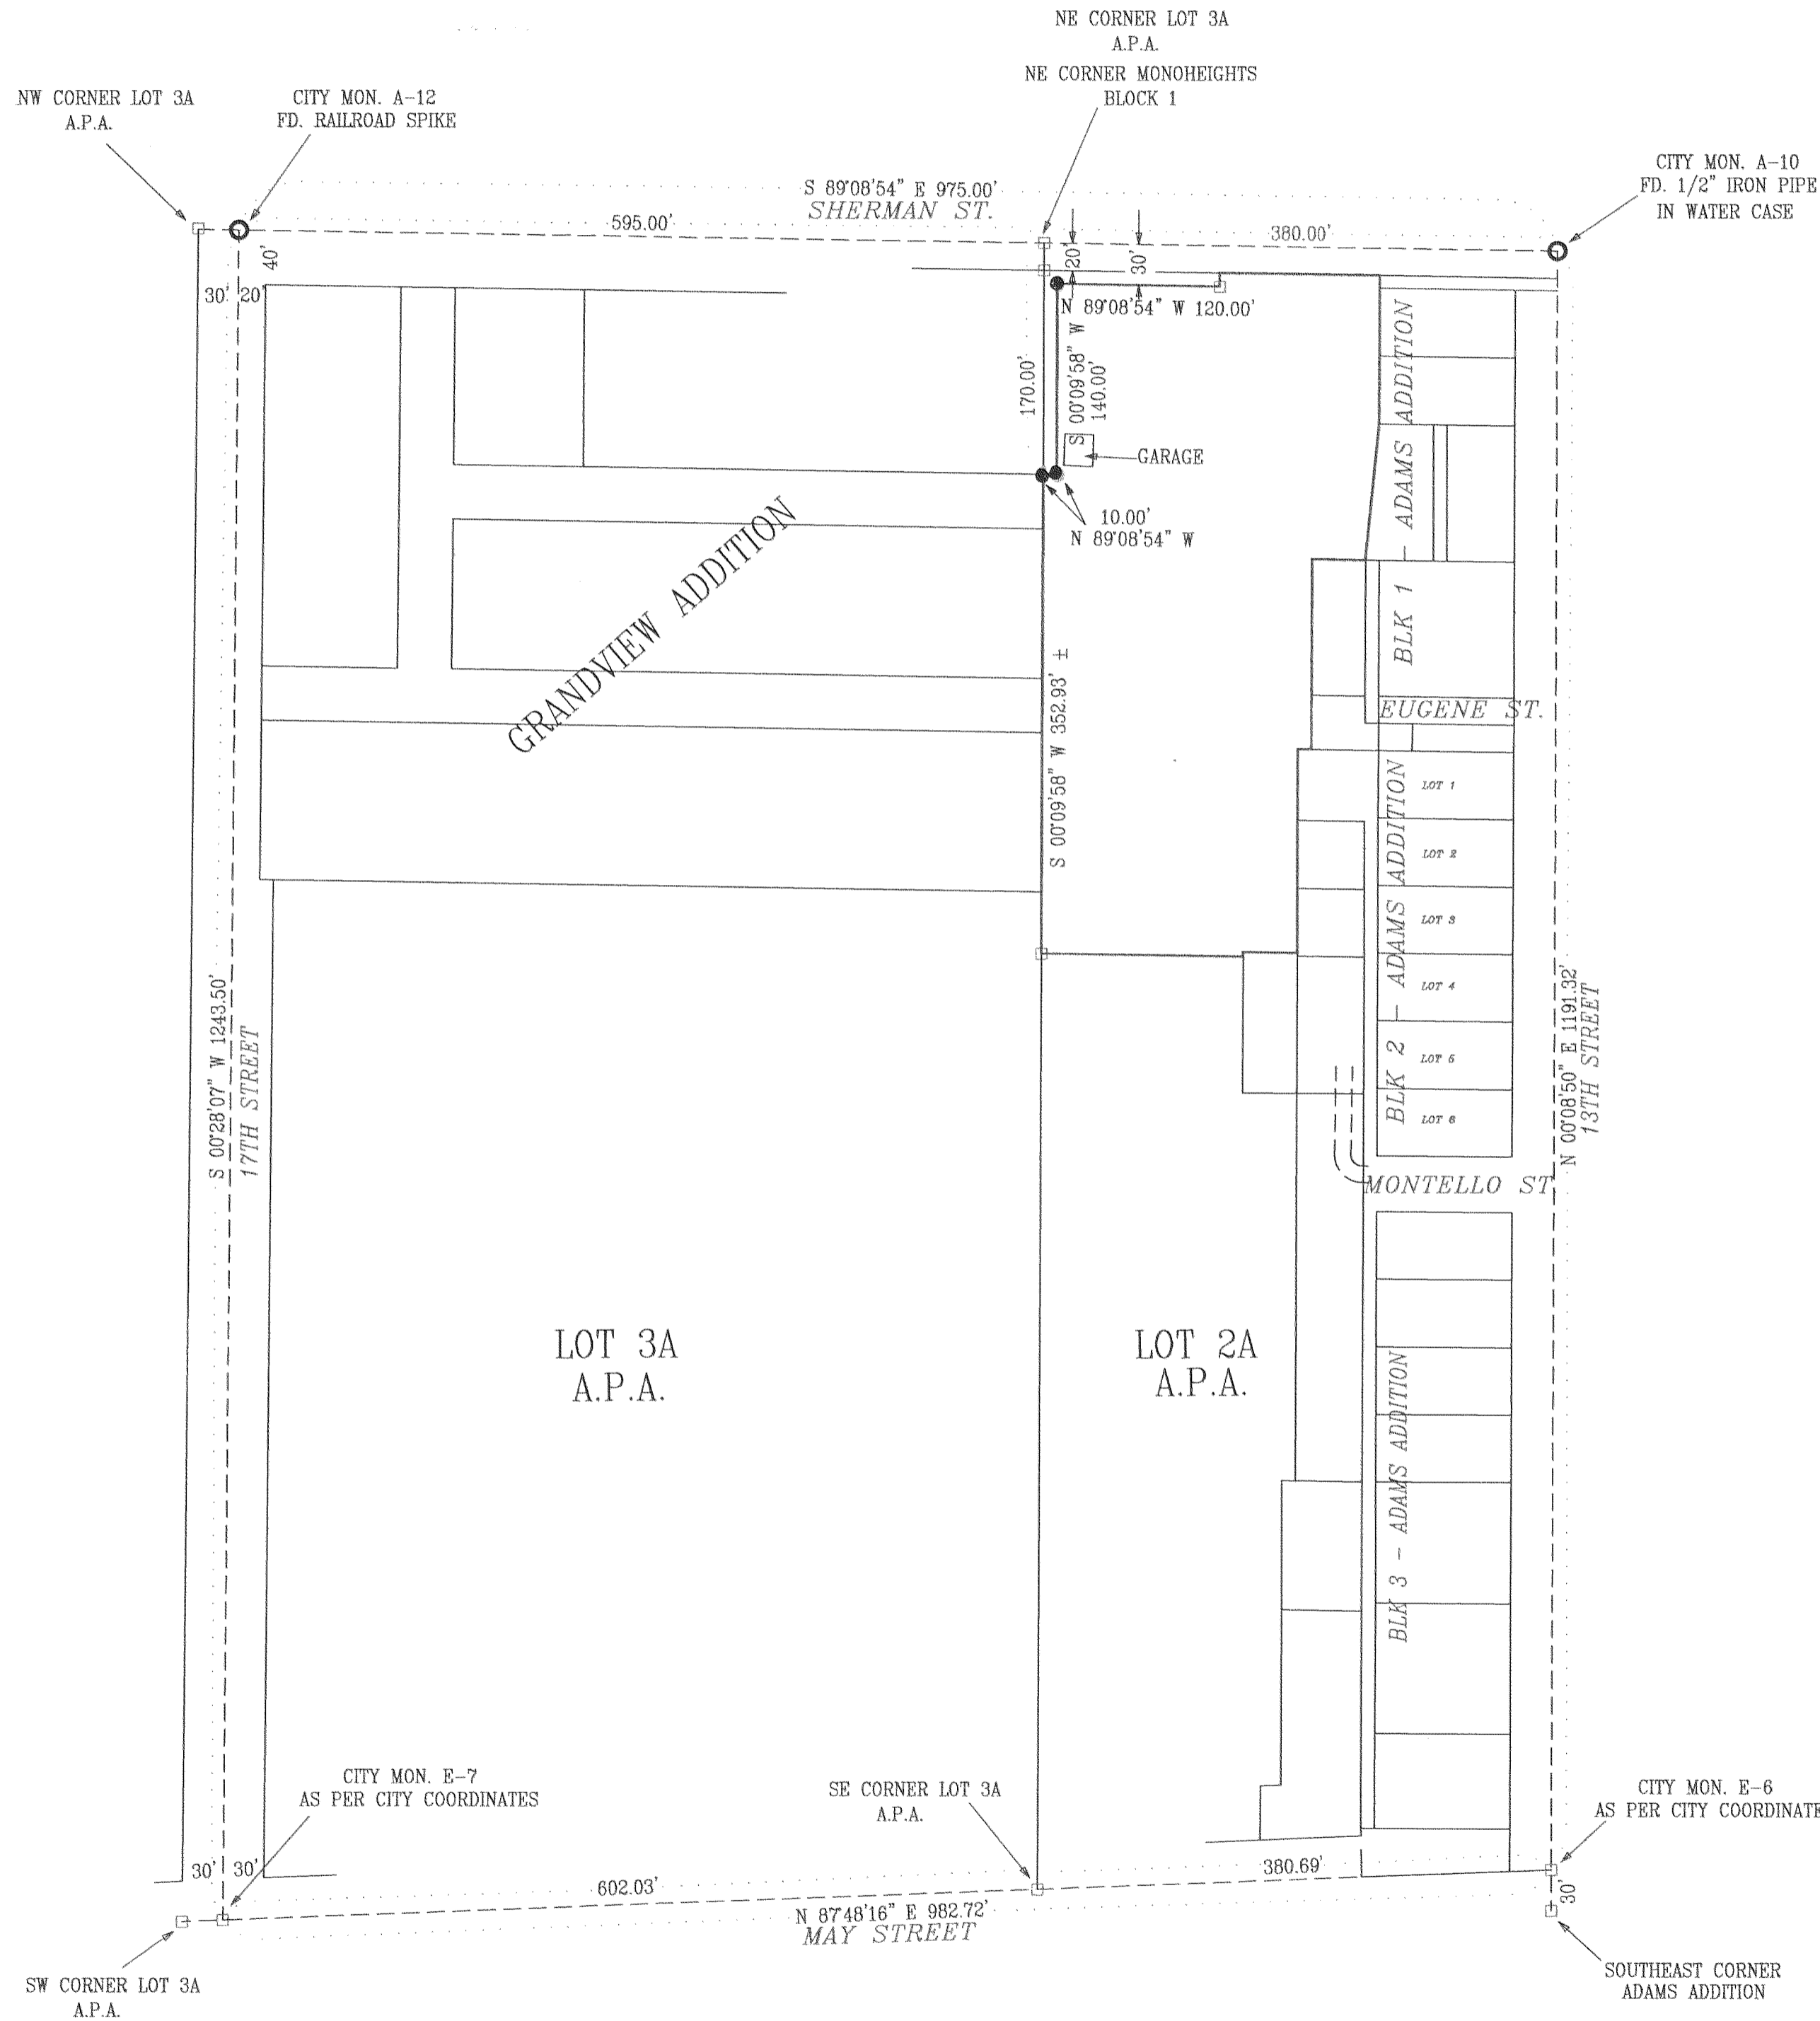 NE CORNER LOT 3A
A.P.A.
NE CORNER MONOHEIGHTS
BLOCK 1
NW CORNER LOT 3A
A.P.A.
CITY MON. A-12
FD. RAILROAD SPIKE
CITY MON. A-10
FD. 1/2" IRON PIPE
IN WATER CASE
S 89°08'54" E 975.00'
SHERMAN ST.
595.00'
380.00'
40'
30'
20'
20'
30'
N 89°08'54" W 120.00'
170.00'
S 00°09'58" W
140.00'
GARAGE
10.00'
N 89°08'54" W
GRANDVIEW ADDITION
S 00°09'58" W 352.93' ±
BLK 1 - ADAMS ADDITION
EUGENE ST.
BLK 2 - ADAMS ADDITION
LOT 1
LOT 2
LOT 3
LOT 4
LOT 5
LOT 6
S 00°28'07" W 1243.50'
17TH STREET
N 00°08'50" E 1191.32'
13TH STREET
MONTELLO ST.
LOT 3A
A.P.A.
LOT 2A
A.P.A.
BLK 3 - ADAMS ADDITION
CITY MON. E-7
AS PER CITY COORDINATES
SE CORNER LOT 3A
A.P.A.
CITY MON. E-6
AS PER CITY COORDINATE
30'
30'
602.03'
380.69'
30'
N 87°48'16" E 982.72'
MAY STREET
SW CORNER LOT 3A
A.P.A.
SOUTHEAST CORNER
ADAMS ADDITION